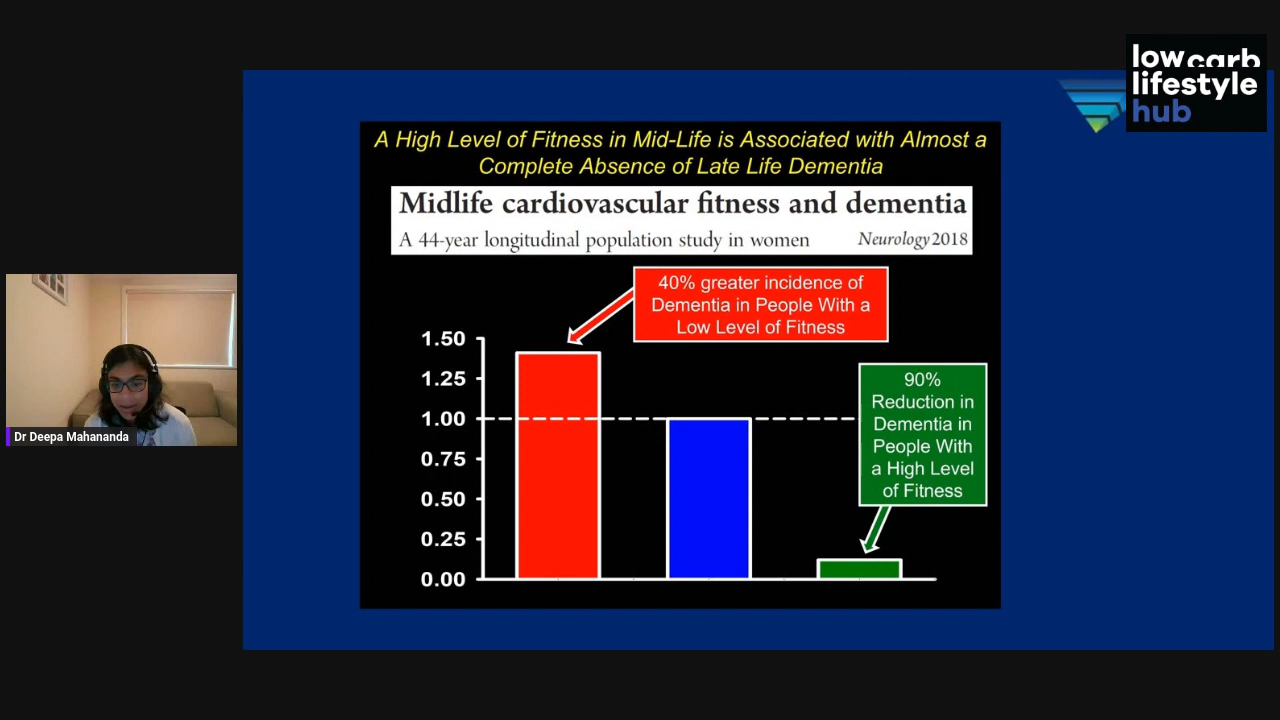 low carb
lifestyle
hub
A High Level of Fitness in Mid-Life is Associated with Almost a
Complete Absence of Late Life Dementia
Midlife cardiovascular fitness and dementia
A 44-year longitudinal population study in women Neurology 2018
40% greater incidence of
Dementia in People With a
Low Level of Fitness
90%
Reduction in
Dementia in
People With
a High Level
of Fitness
1.50
1.25
1.00
0.75
0.50
0.25
0.00
Dr Deepa Mahananda